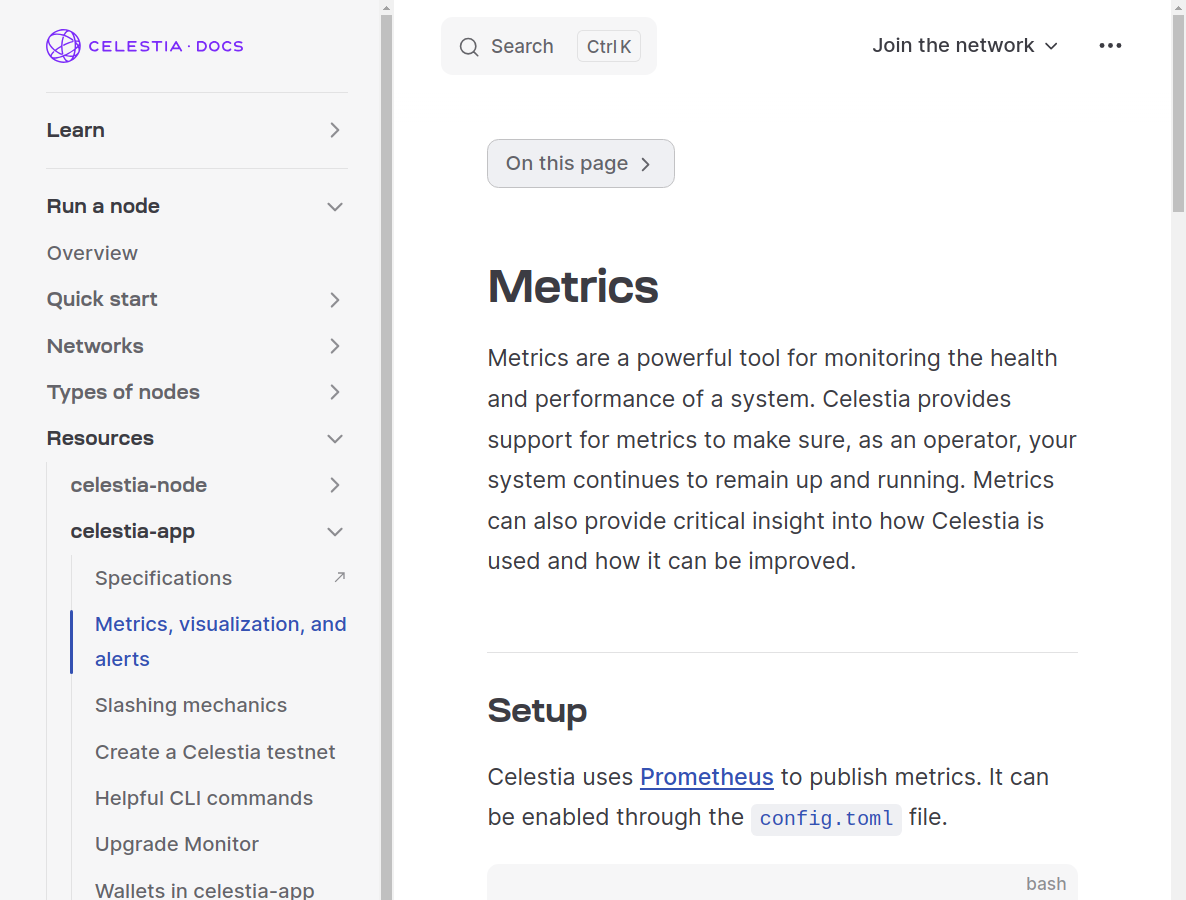 CELESTIA · DOCS
Learn
Run a node
Overview
Quick start
Networks
Types of nodes
Resources
celestia-node
celestia-app
Specifications
Metrics, visualization, and
alerts
Slashing mechanics
Create a Celestia testnet
Helpful CLI commands
Upgrade Monitor
Wallets in celestia-app
Search Ctrl K
Join the network
On this page
Metrics
Metrics are a powerful tool for monitoring the health
and performance of a system. Celestia provides
support for metrics to make sure, as an operator, your
system continues to remain up and running. Metrics
can also provide critical insight into how Celestia is
used and how it can be improved.
Setup
Celestia uses Prometheus to publish metrics. It can
be enabled through the config.toml file.
bash